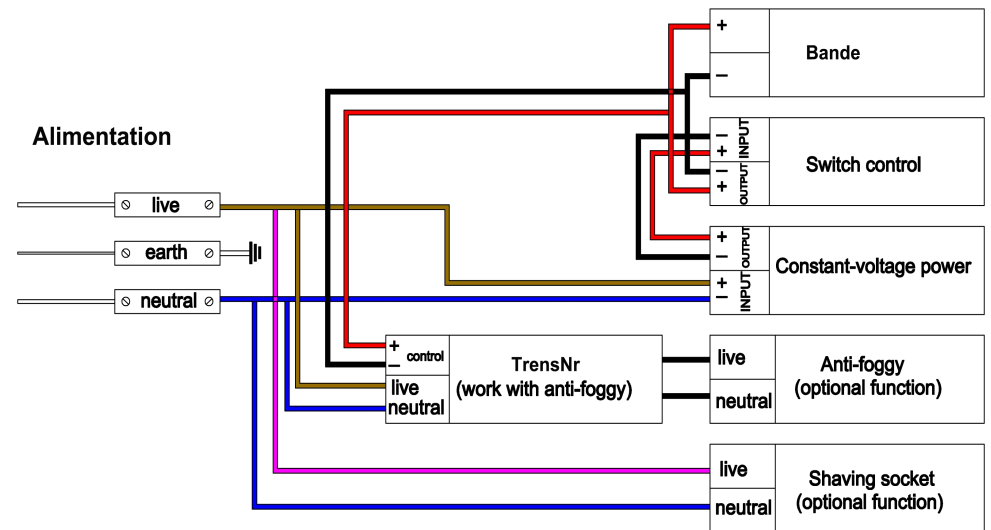 Alimentation
live
earth
neutral
+
−
Bande
−
+
INPUT
−
+
OUTPUT
Switch control
+
−
OUTPUT
+
−
INPUT
Constant-voltage power
+
−
control
live
neutral
TrensNr
(work with anti-foggy)
live
neutral
Anti-foggy
(optional function)
live
neutral
Shaving socket
(optional function)